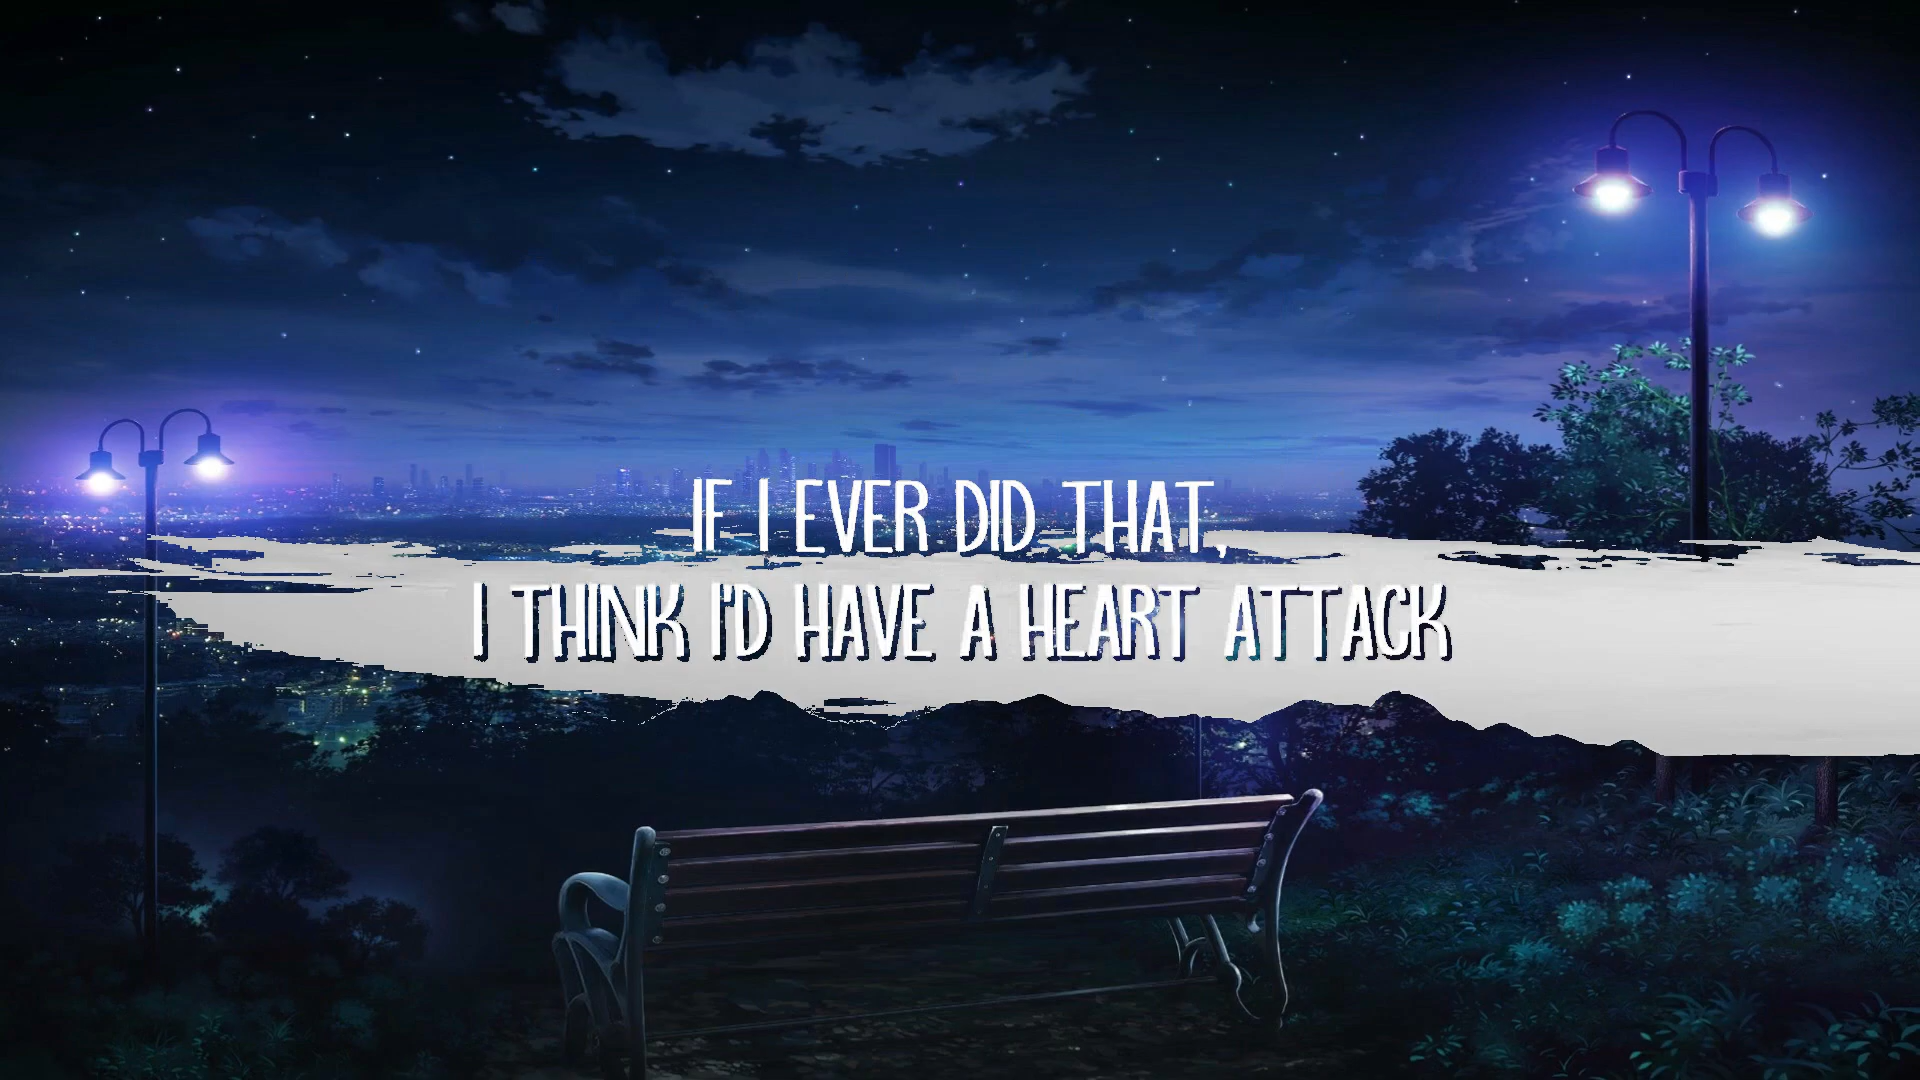 IF I EVER DID THAT,
I THINK I'D HAVE A HEART ATTACK